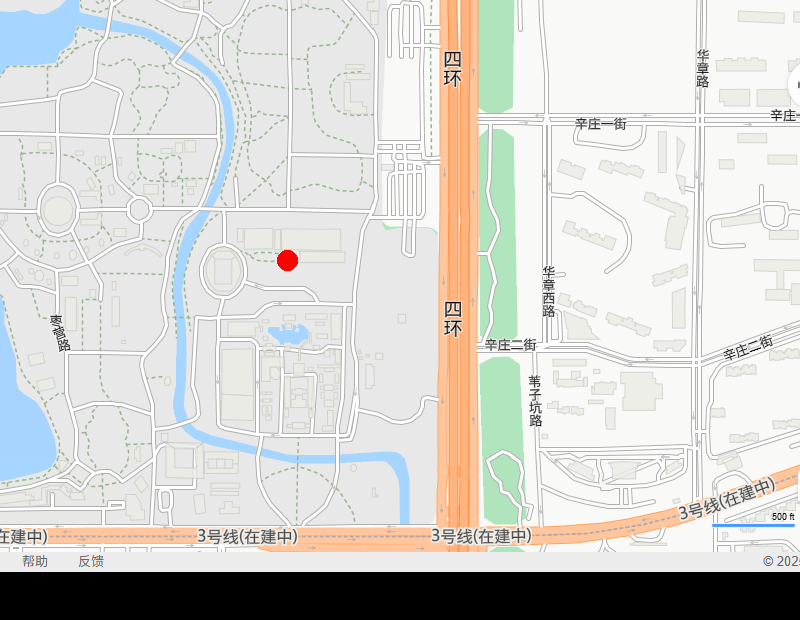 四环
华章路
辛庄一街
辛庄一
华章西路
四环
枣营路
辛庄二街
辛庄二街
苇子坑路
3号线(在建中)
500 ft
在建中)
3号线(在建中)
3号线(在建中)
帮助
反馈
© 202